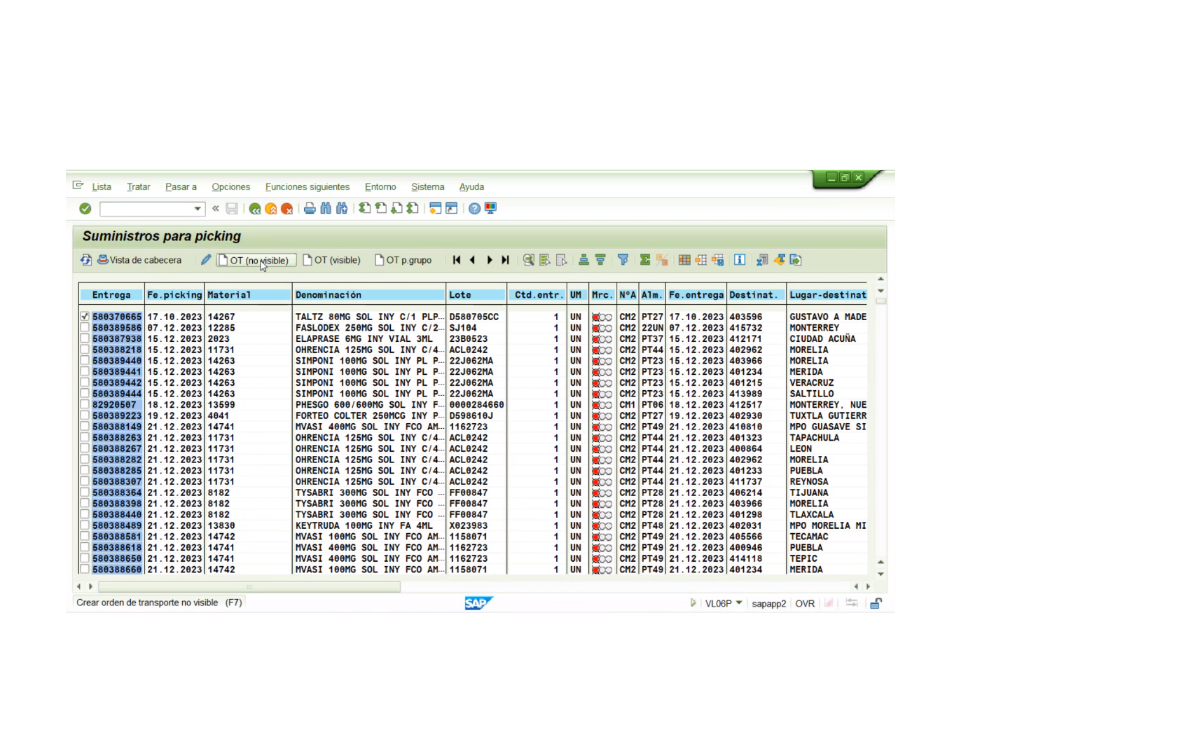 Lista Tratar Pasar a Opciones Funciones siguientes Entorno Sistema Ayuda
Suministros para picking
Vista de cabecera OT (no visible) OT (visible) OT p.grupo
Entrega Fe.picking Material Denominación Lote Ctd.entr. UM Mrc. NºA Alm. Fe.entrega Destinat. Lugar-destinat
580370665 17.10.2023 14267 TALTZ 80MG SOL INY C/1 PLP… D580705CC 1 UN CM2 PT27 17.10.2023 403596 GUSTAVO A MADE
580389586 07.12.2023 12285 FASLODEX 250MG SOL INY C/2… SJ104 1 UN CM2 22UN 07.12.2023 415732 MONTERREY
580387938 15.12.2023 2023 ELAPRASE 6MG INY VIAL 3ML 23B0523 1 UN CM2 PT37 15.12.2023 412171 CIUDAD ACUÑA
580388218 15.12.2023 11731 OHRENCIA 125MG SOL INY C/4… ACL0242 1 UN CM2 PT44 15.12.2023 402962 MORELIA
580389440 15.12.2023 14263 SIMPONI 100MG SOL INY PL P… 22J062MA 1 UN CM2 PT23 15.12.2023 403966 MORELIA
580389441 15.12.2023 14263 SIMPONI 100MG SOL INY PL P… 22J062MA 1 UN CM2 PT23 15.12.2023 401234 MERIDA
580389442 15.12.2023 14263 SIMPONI 100MG SOL INY PL P… 22J062MA 1 UN CM2 PT23 15.12.2023 401215 VERACRUZ
580389444 15.12.2023 14263 SIMPONI 100MG SOL INY PL P… 22J062MA 1 UN CM2 PT23 15.12.2023 413989 SALTILLO
82920507 18.12.2023 13599 PHESGO 600/600MG SOL INY F… 0000284660 1 UN CM1 PT06 18.12.2023 412517 MONTERREY, NUE
580389223 19.12.2023 4041 FORTEO COLTER 250MCG INY P… D598610J 1 UN CM2 PT27 19.12.2023 402930 TUXTLA GUTIERR
580388149 21.12.2023 14741 MVASI 400MG SOL INY FCO AM… 1162723 1 UN CM2 PT49 21.12.2023 410810 MPO GUASAVE SI
580388263 21.12.2023 11731 OHRENCIA 125MG SOL INY C/4… ACL0242 1 UN CM2 PT44 21.12.2023 401323 TAPACHULA
580388267 21.12.2023 11731 OHRENCIA 125MG SOL INY C/4… ACL0242 1 UN CM2 PT44 21.12.2023 400864 LEON
580388282 21.12.2023 11731 OHRENCIA 125MG SOL INY C/4… ACL0242 1 UN CM2 PT44 21.12.2023 402962 MORELIA
580388285 21.12.2023 11731 OHRENCIA 125MG SOL INY C/4… ACL0242 1 UN CM2 PT44 21.12.2023 401233 PUEBLA
580388307 21.12.2023 11731 OHRENCIA 125MG SOL INY C/4… ACL0242 1 UN CM2 PT44 21.12.2023 411737 REYNOSA
580388364 21.12.2023 8182 TYSABRI 300MG SOL INY FCO … FF00847 1 UN CM2 PT28 21.12.2023 406214 TIJUANA
580388398 21.12.2023 8182 TYSABRI 300MG SOL INY FCO … FF00847 1 UN CM2 PT28 21.12.2023 403966 MORELIA
580388440 21.12.2023 8182 TYSABRI 300MG SOL INY FCO … FF00847 1 UN CM2 PT28 21.12.2023 401298 TLAXCALA
580388489 21.12.2023 13830 KEYTRUDA 100MG INY FA 4ML X023983 1 UN CM2 PT48 21.12.2023 402031 MPO MORELIA MI
580388581 21.12.2023 14742 MVASI 100MG SOL INY FCO AM… 1158071 1 UN CM2 PT49 21.12.2023 405566 TECAMAC
580388618 21.12.2023 14741 MVASI 400MG SOL INY FCO AM… 1162723 1 UN CM2 PT49 21.12.2023 400946 PUEBLA
580388650 21.12.2023 14741 MVASI 400MG SOL INY FCO AM… 1162723 1 UN CM2 PT49 21.12.2023 414118 TEPIC
580388660 21.12.2023 14742 MVASI 100MG SOL INY FCO AM… 1158071 1 UN CM2 PT49 21.12.2023 401234 MERIDA
Crear orden de transporte no visible (F7) SAP VL06P sapapp2 OVR